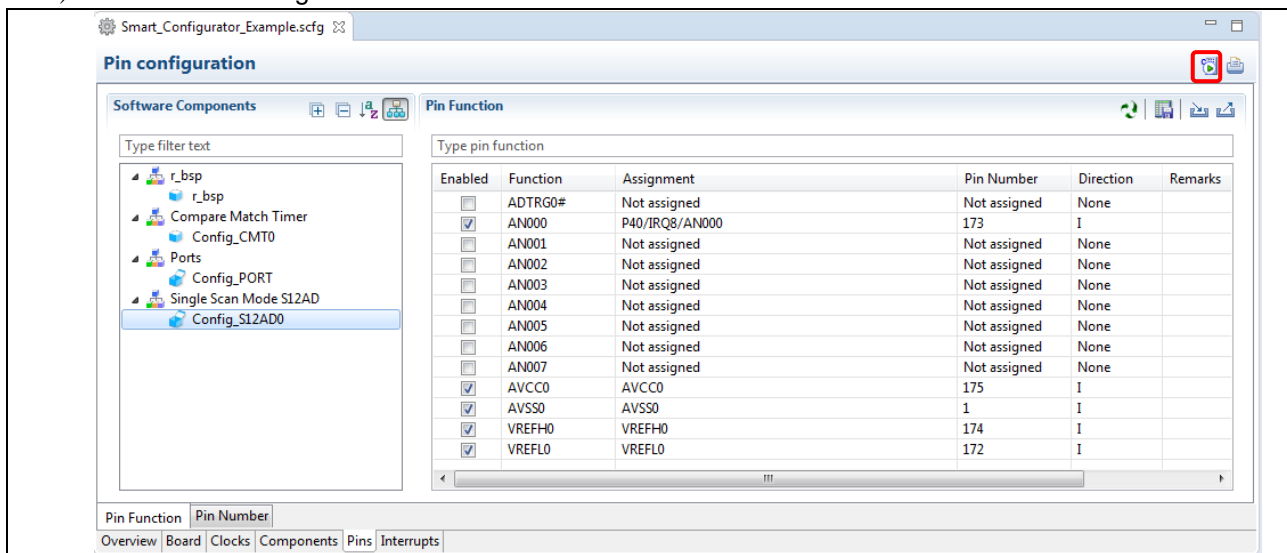 Smart_Configurator_Example.scfg
Pin configuration
Software Components
Type filter text
r_bsp
r_bsp
Compare Match Timer
Config_CMT0
Ports
Config_PORT
Single Scan Mode S12AD
Config_S12AD0
Pin Function
Type pin function
Enabled Function Assignment Pin Number Direction Remarks
ADTRG0# Not assigned Not assigned None
AN000 P40/IRQ8/AN000 173 I
AN001 Not assigned Not assigned None
AN002 Not assigned Not assigned None
AN003 Not assigned Not assigned None
AN004 Not assigned Not assigned None
AN005 Not assigned Not assigned None
AN006 Not assigned Not assigned None
AN007 Not assigned Not assigned None
AVCC0 AVCC0 175 I
AVSS0 AVSS0 1 I
VREFH0 VREFH0 174 I
VREFL0 VREFL0 172 I
Pin Function Pin Number
Overview Board Clocks Components Pins Interrupts